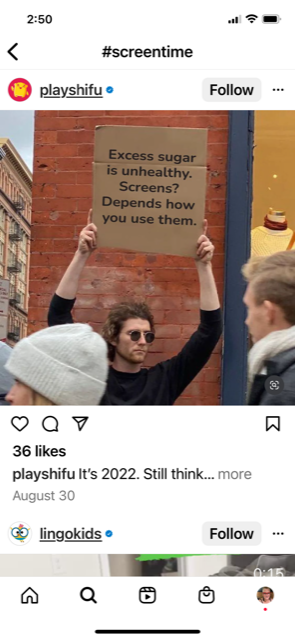 2:50
#screentime
playshifu
Follow
Excess sugar
is unhealthy.
Screens?
Depends how
you use them.
36 likes
playshifu It's 2022. Still think... more
August 30
lingokids
Follow
0:15